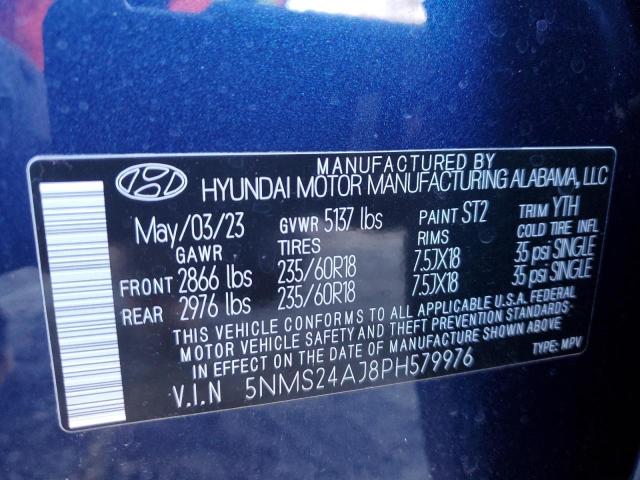 MANUFACTURED BY
HYUNDAI MOTOR MANUFACTURING ALABAMA, LLC
May/03/23 GVWR 5137 lbs PAINT ST2 TRIM YTH
GAWR TIRES RIMS COLD TIRE INFL
FRONT 2866 lbs 235/60R18 7.5JX18 35 psi SINGLE
REAR 2976 lbs 235/60R18 7.5JX18 35 psi SINGLE
THIS VEHICLE CONFORMS TO ALL APPLICABLE U.S.A. FEDERAL
MOTOR VEHICLE SAFETY AND THEFT PREVENTION STANDARDS
IN EFFECT ON THE DATE OF MANUFACTURE SHOWN ABOVE
V.I.N 5NMS24AJ8PH579976 TYPE: MPV